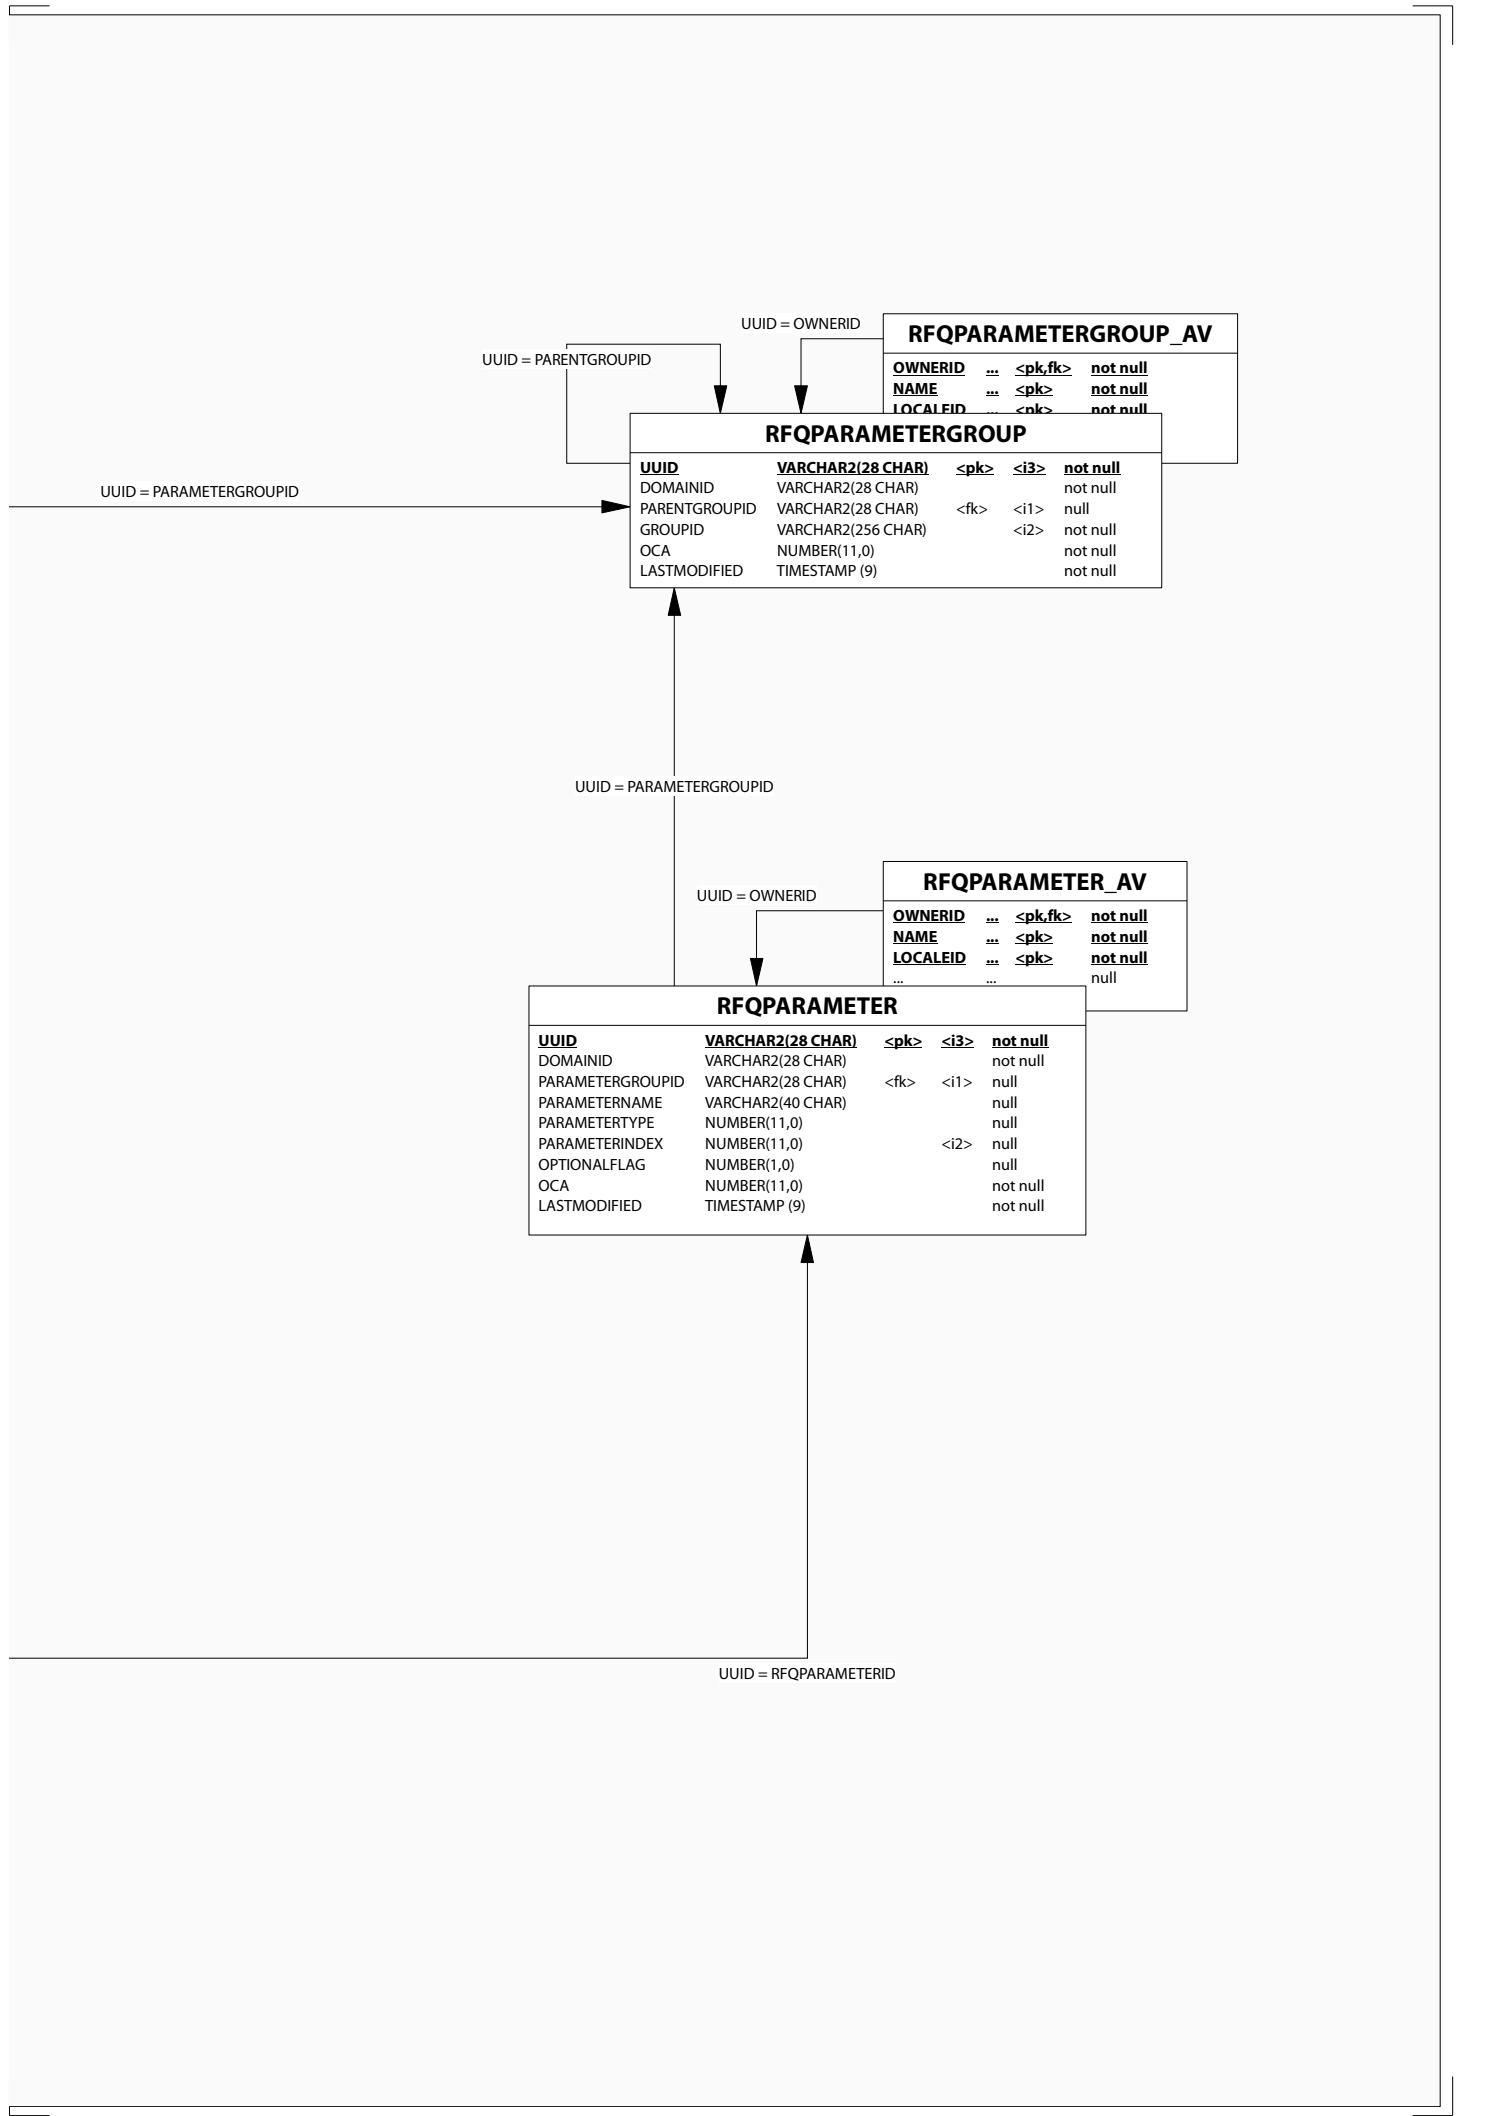 UUID = OWNERID
RFQPARAMETERGROUP_AV
UUID = PARENTGROUPID
OWNERID ... <pk,fk> not null
NAME ... <pk> not null
LOCALEID ... <pk> not null
RFQPARAMETERGROUP
UUID VARCHAR2(28 CHAR) <pk> <i3> not null
DOMAINID VARCHAR2(28 CHAR) not null
UUID = PARAMETERGROUPID
PARENTGROUPID VARCHAR2(28 CHAR) <fk> <i1> null
GROUPID VARCHAR2(256 CHAR) <i2> not null
OCA NUMBER(11,0) not null
LASTMODIFIED TIMESTAMP (9) not null
UUID = PARAMETERGROUPID
RFQPARAMETER_AV
UUID = OWNERID
OWNERID ... <pk,fk> not null
NAME ... <pk> not null
LOCALEID ... <pk> not null
... ... null
RFQPARAMETER
UUID VARCHAR2(28 CHAR) <pk> <i3> not null
DOMAINID VARCHAR2(28 CHAR) not null
PARAMETERGROUPID VARCHAR2(28 CHAR) <fk> <i1> null
PARAMETERNAME VARCHAR2(40 CHAR) null
PARAMETERTYPE NUMBER(11,0) null
PARAMETERINDEX NUMBER(11,0) <i2> null
OPTIONALFLAG NUMBER(1,0) null
OCA NUMBER(11,0) not null
LASTMODIFIED TIMESTAMP (9) not null
UUID = RFQPARAMETERID